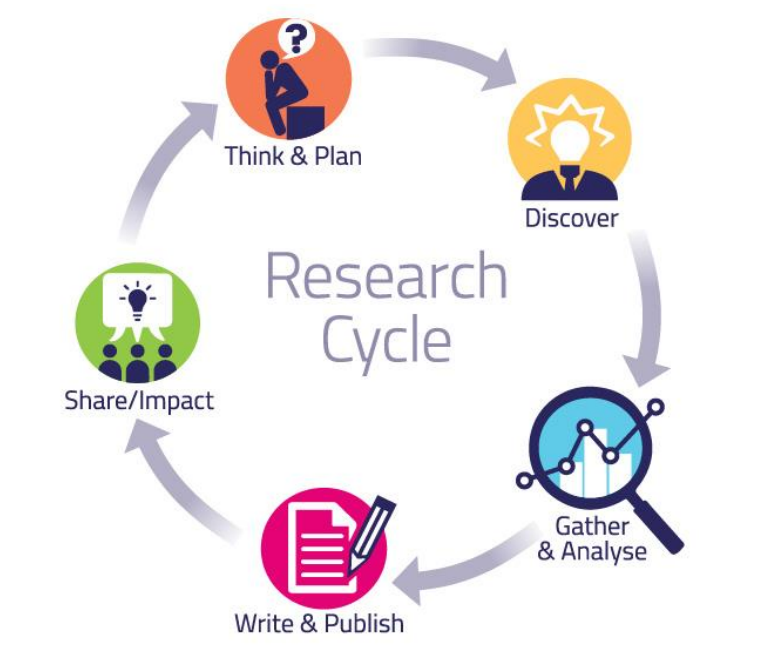 ?
Think & Plan
Discover
Research
Cycle
Share/Impact
Gather
& Analyse
Write & Publish